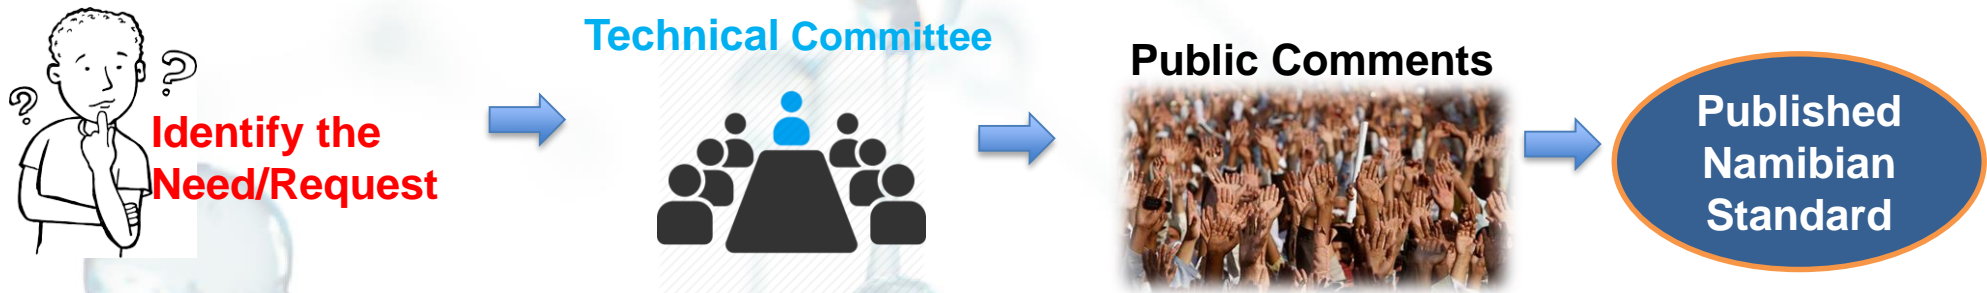 Identify the
Need/Request
Technical Committee
Public Comments
Published
Namibian
Standard